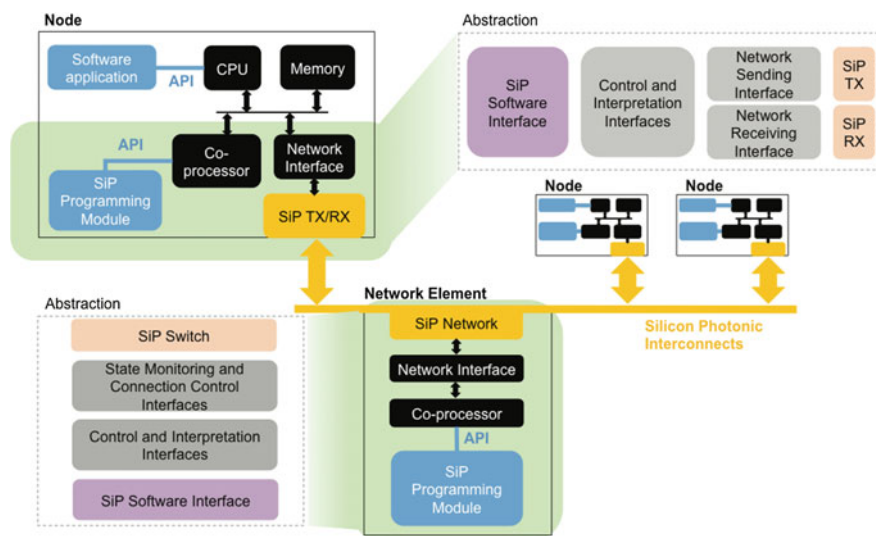 Node
Software
application
API
CPU
Memory
API
Co-
processor
Network
Interface
SiP
Programming
Module
SiP TX/RX
Abstraction
SiP
Software
Interface
Control and
Interpretation
Interfaces
Network
Sending
Interface
SiP
TX
Network
Receiving
Interface
SiP
RX
Node
Node
Silicon Photonic
Interconnects
Abstraction
SiP Switch
State Monitoring and
Connection Control
Interfaces
Control and Interpretation
Interfaces
SiP Software Interface
Network Element
SiP Network
Network Interface
Co-processor
API
SiP
Programming
Module